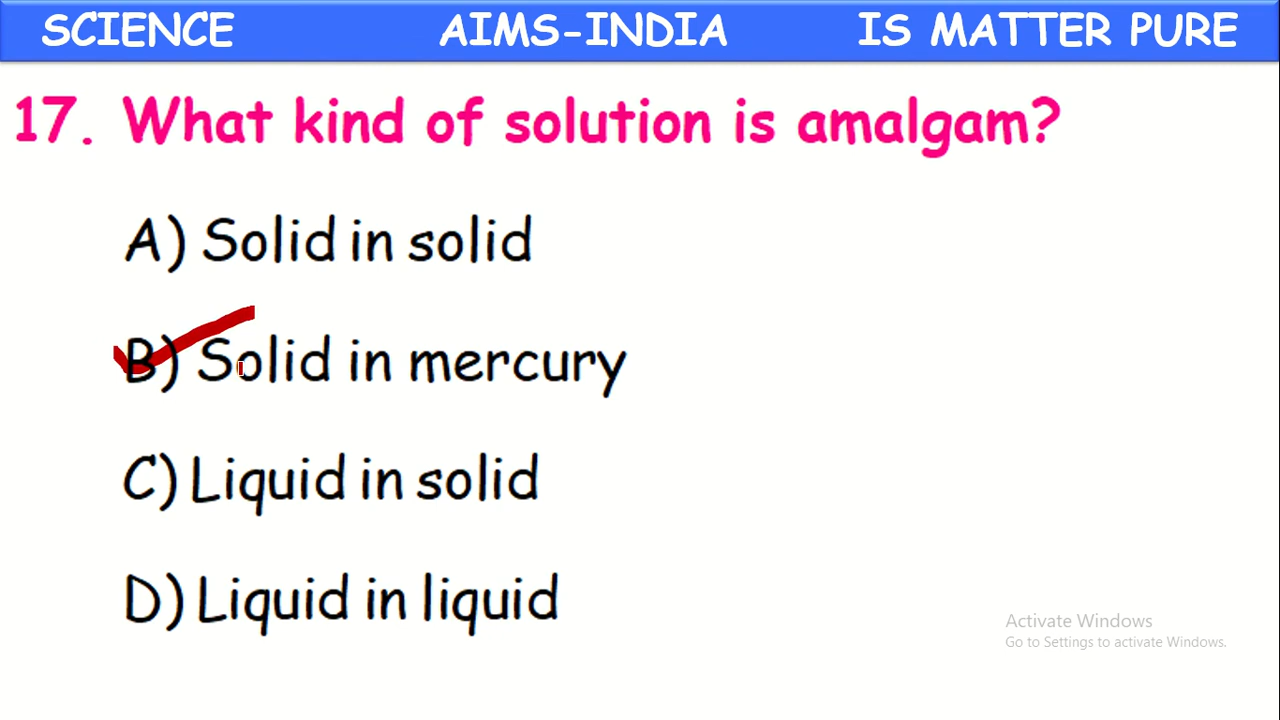 SCIENCE AIMS-INDIA IS MATTER PURE
17. What kind of solution is amalgam?
A) Solid in solid
B) Solid in mercury
C) Liquid in solid
D) Liquid in liquid
Activate Windows
Go to Settings to activate Windows.